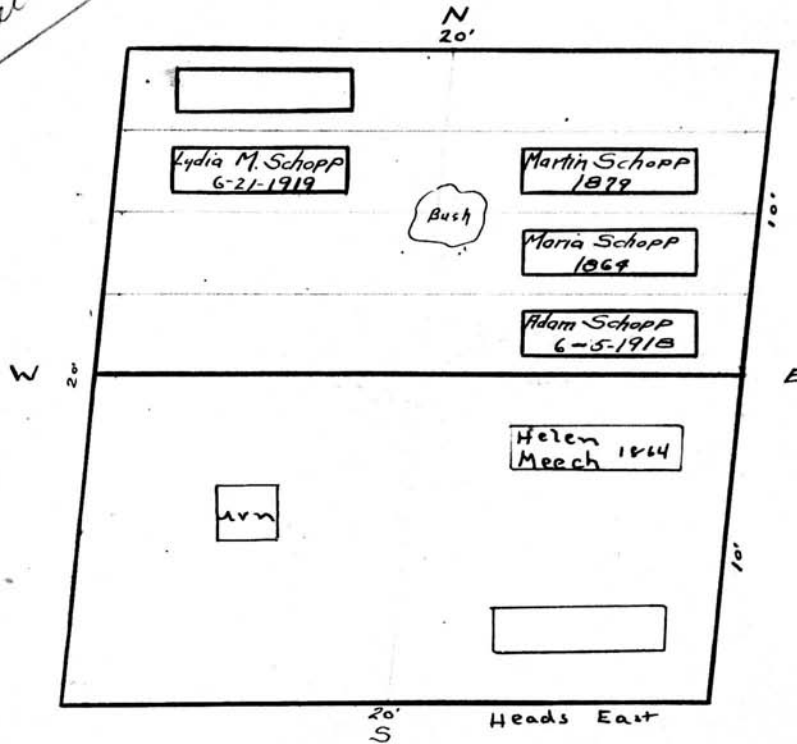 N
20'
Lydia M. Schopp
6-21-1919
Martin Schopp
1879
Bush
10'
Maria Schopp
1864
Adam Schopp
6-5-1918
W
20'
E
Helen
Meech 1864
urn
10'
20'
Heads East
S